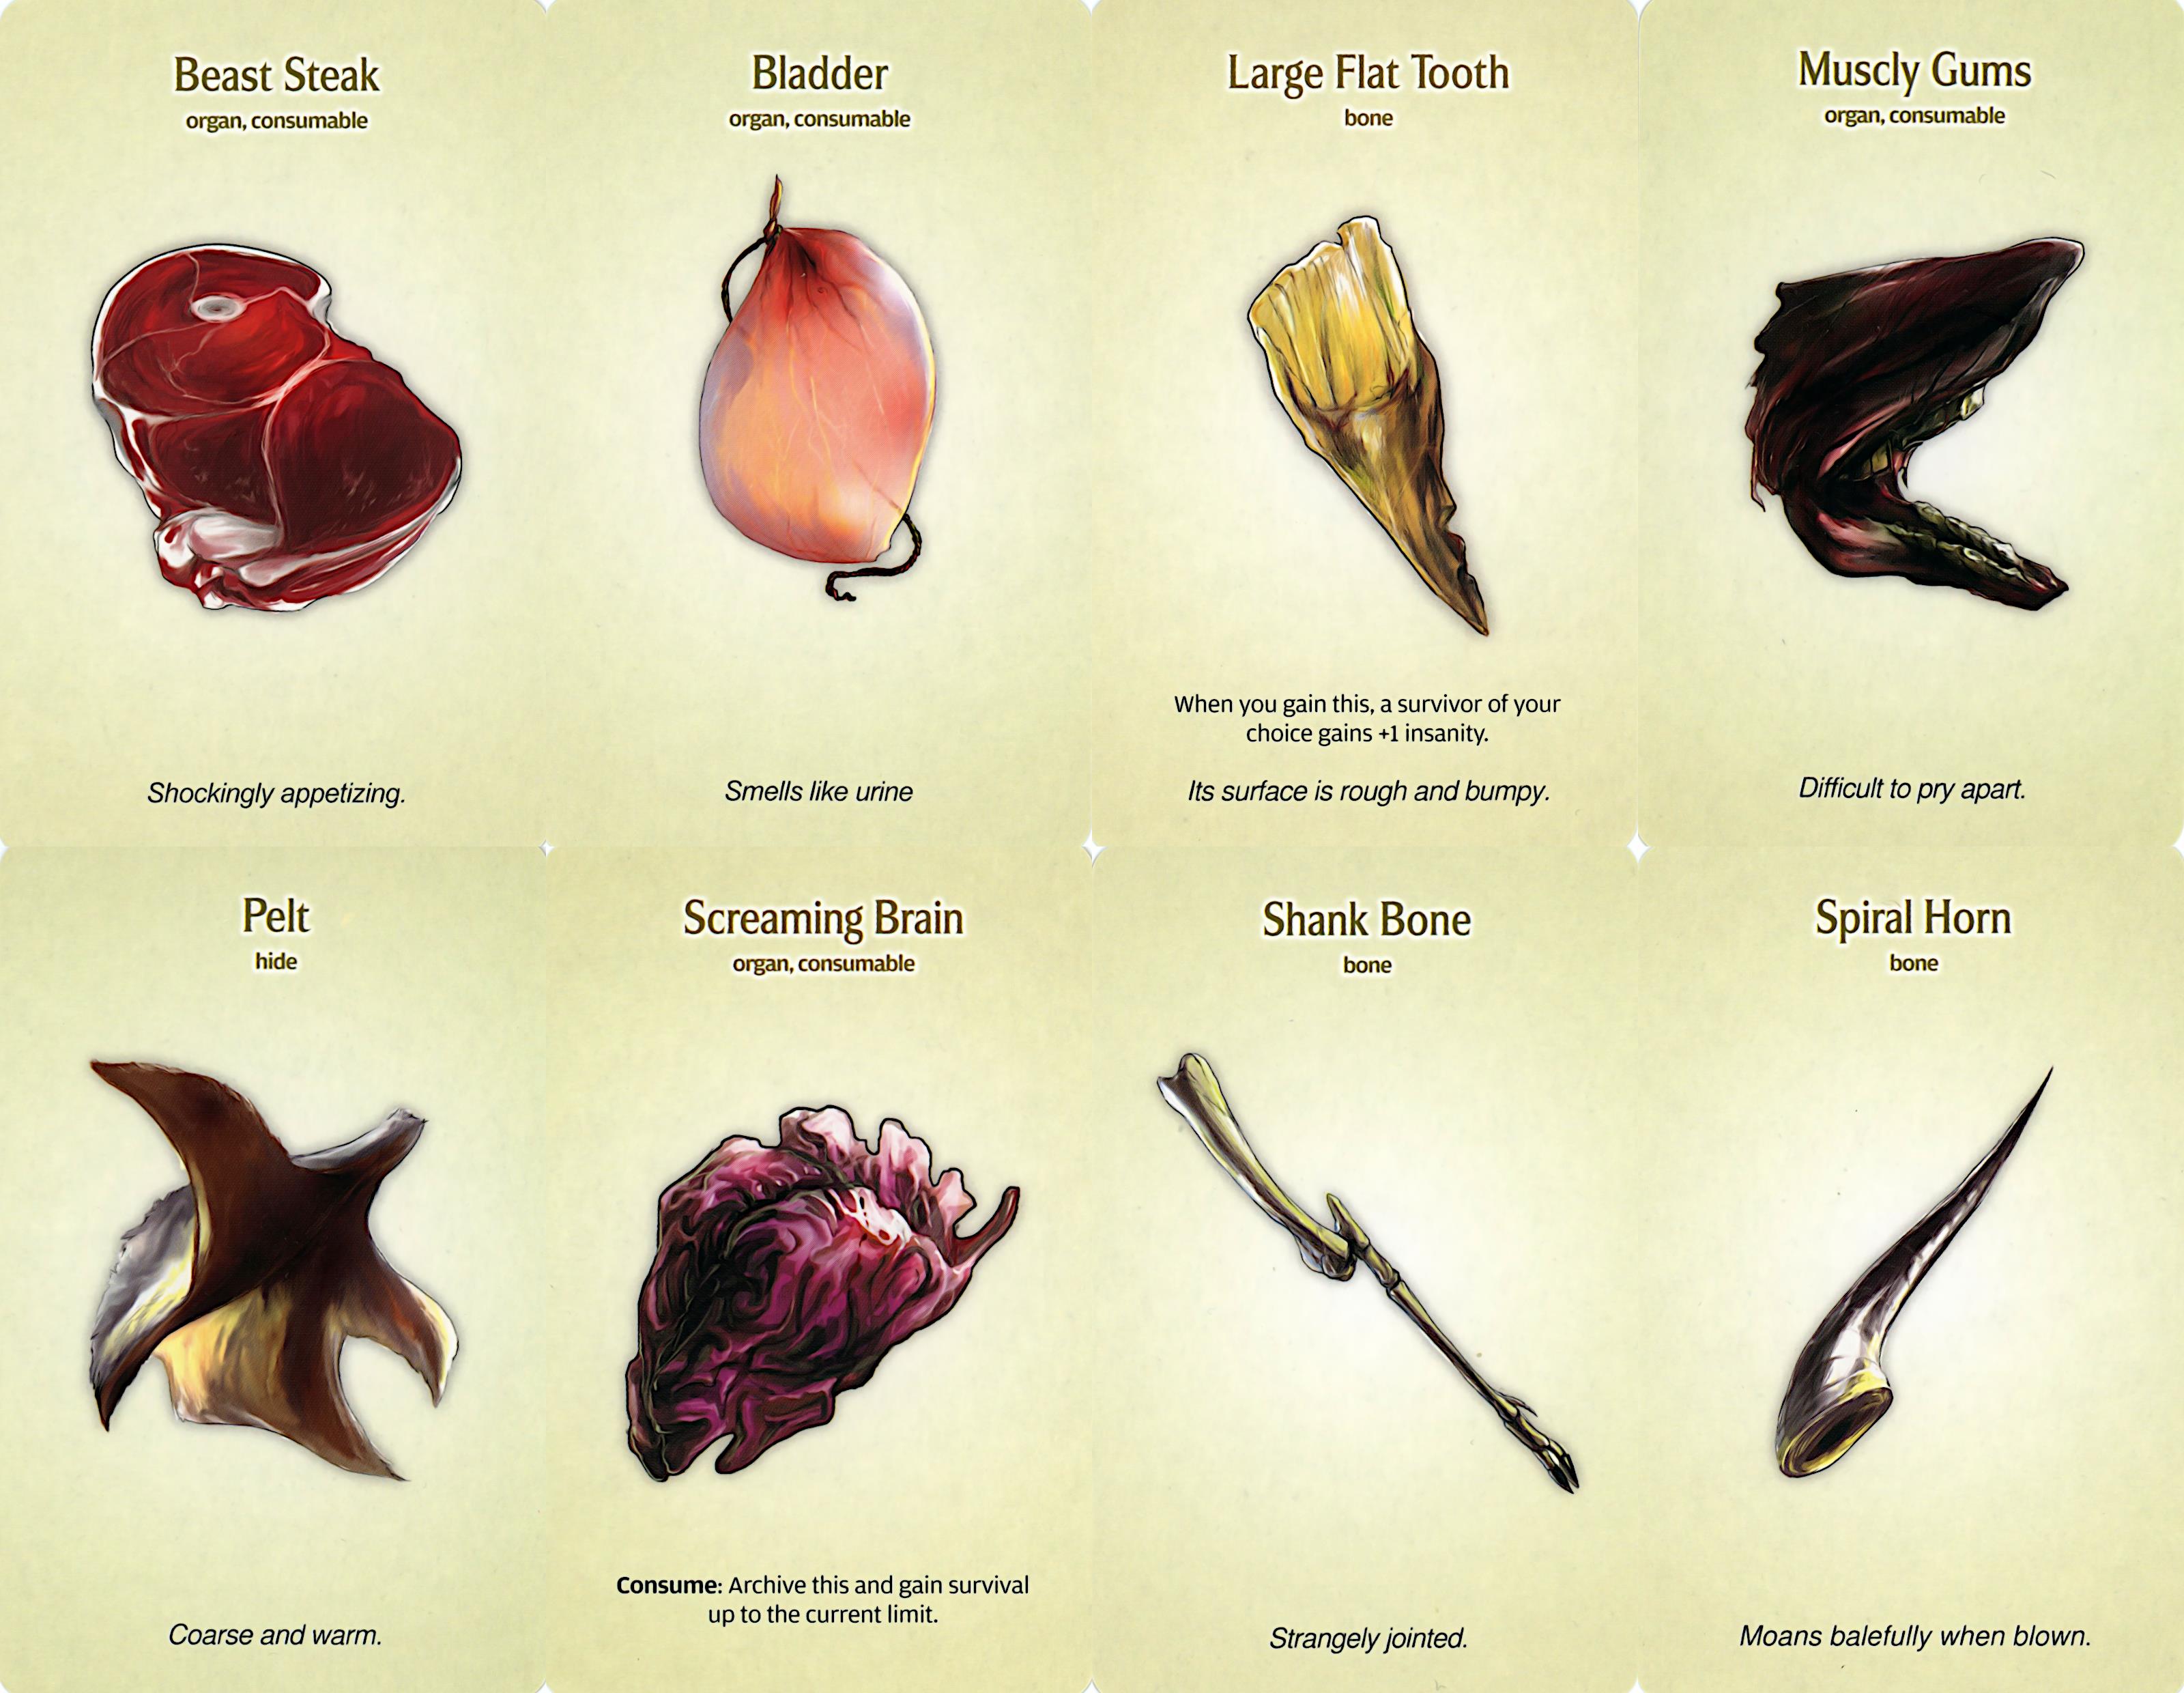 Beast Steak
organ, consumable
Shockingly appetizing.
Bladder
organ, consumable
Smells like urine
Large Flat Tooth
bone
When you gain this, a survivor of your
choice gains +1 insanity.
Its surface is rough and bumpy.
Muscly Gums
organ, consumable
Difficult to pry apart.
Pelt
hide
Coarse and warm.
Screaming Brain
organ, consumable
Consume: Archive this and gain survival
up to the current limit.
Shank Bone
bone
Strangely jointed.
Spiral Horn
bone
Moans balefully when blown.